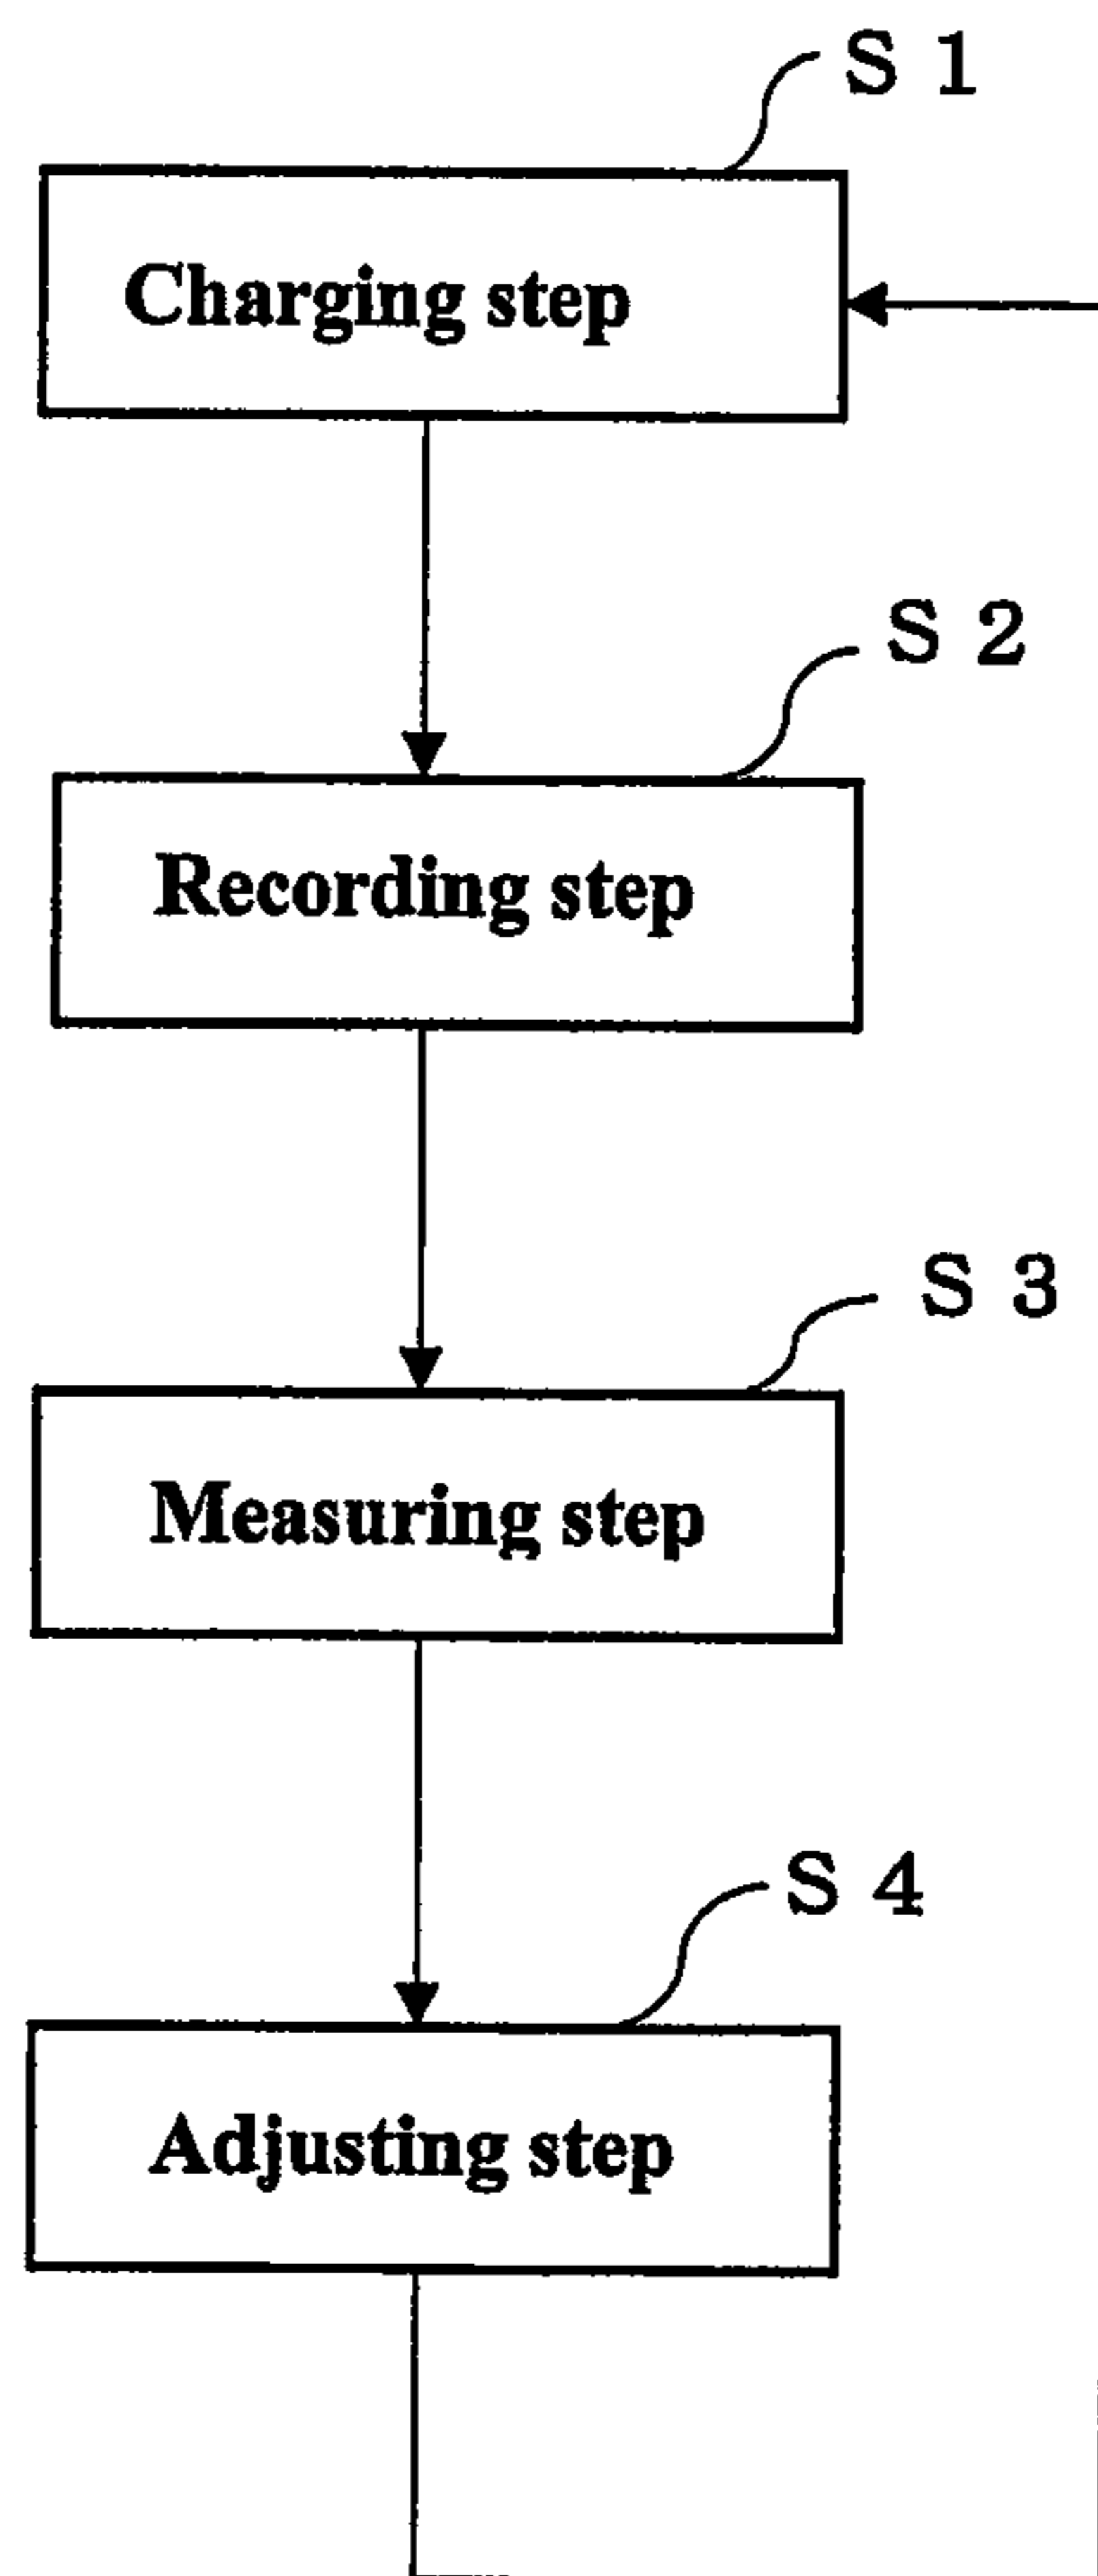 S 1
Charging step
S 2
Recording step
S 3
Measuring step
S 4
Adjusting step